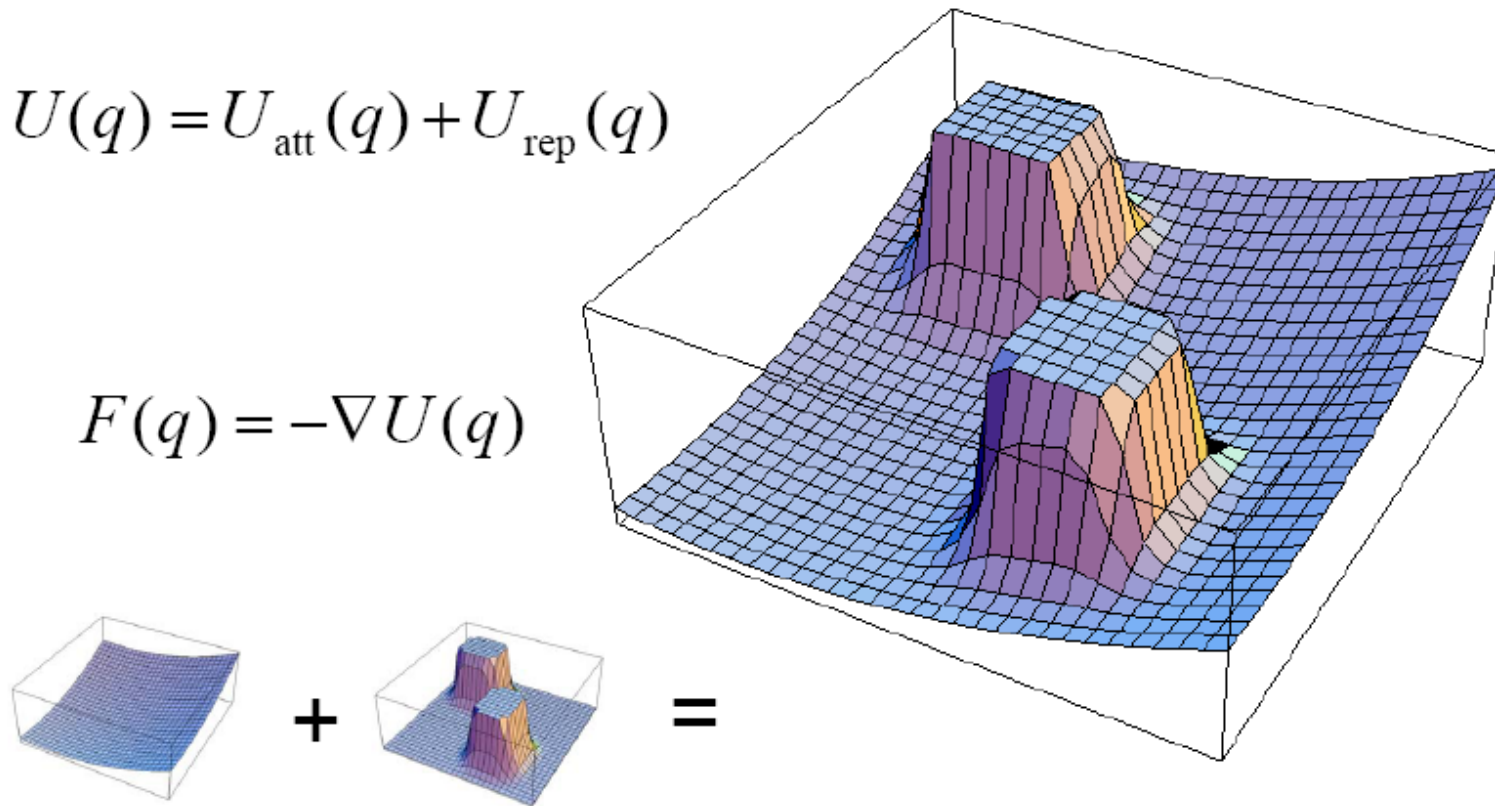 U(q) = U_att(q) + U_rep(q)
F(q) = −∇U(q)
+ =